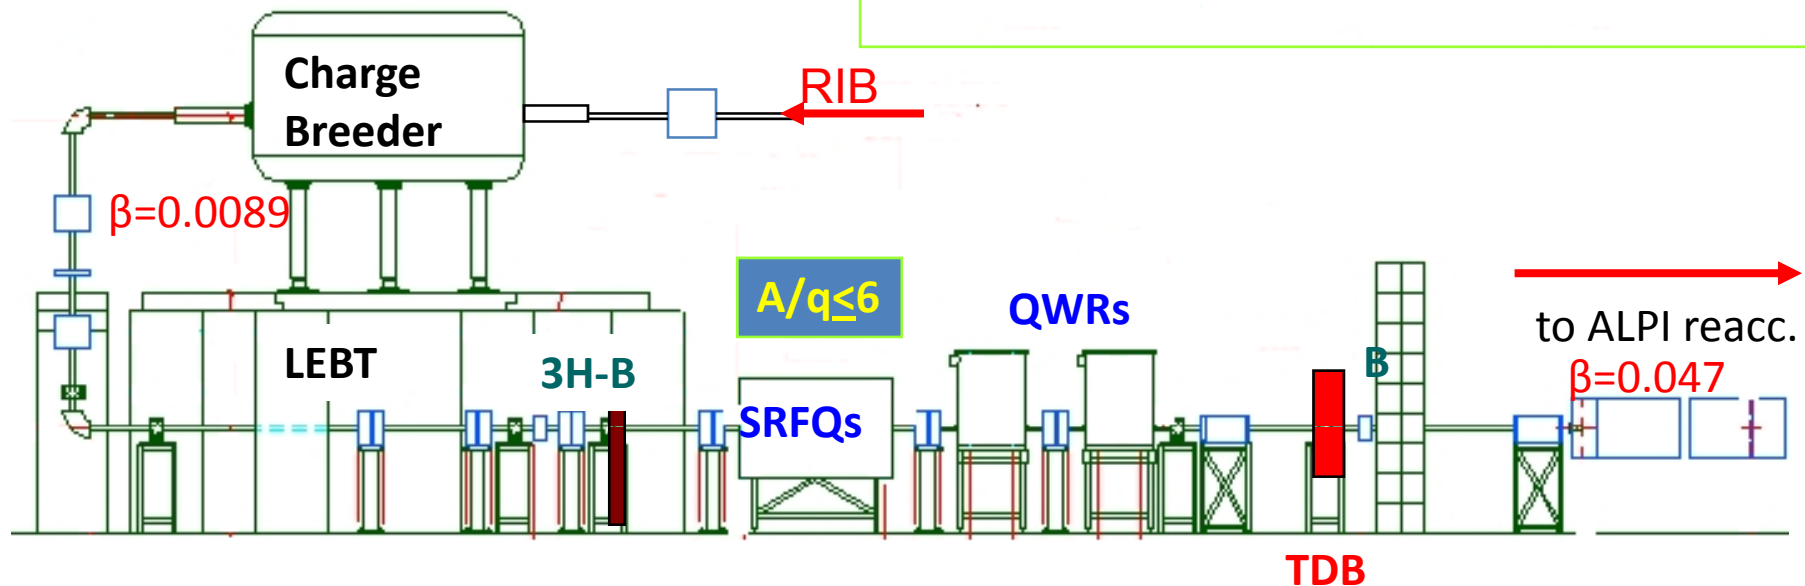 Charge
Breeder
RIB
β=0.0089
A/q≤6
QWRs
to ALPI reacc.
LEBT
3H-B
B
β=0.047
SRFQs
TDB